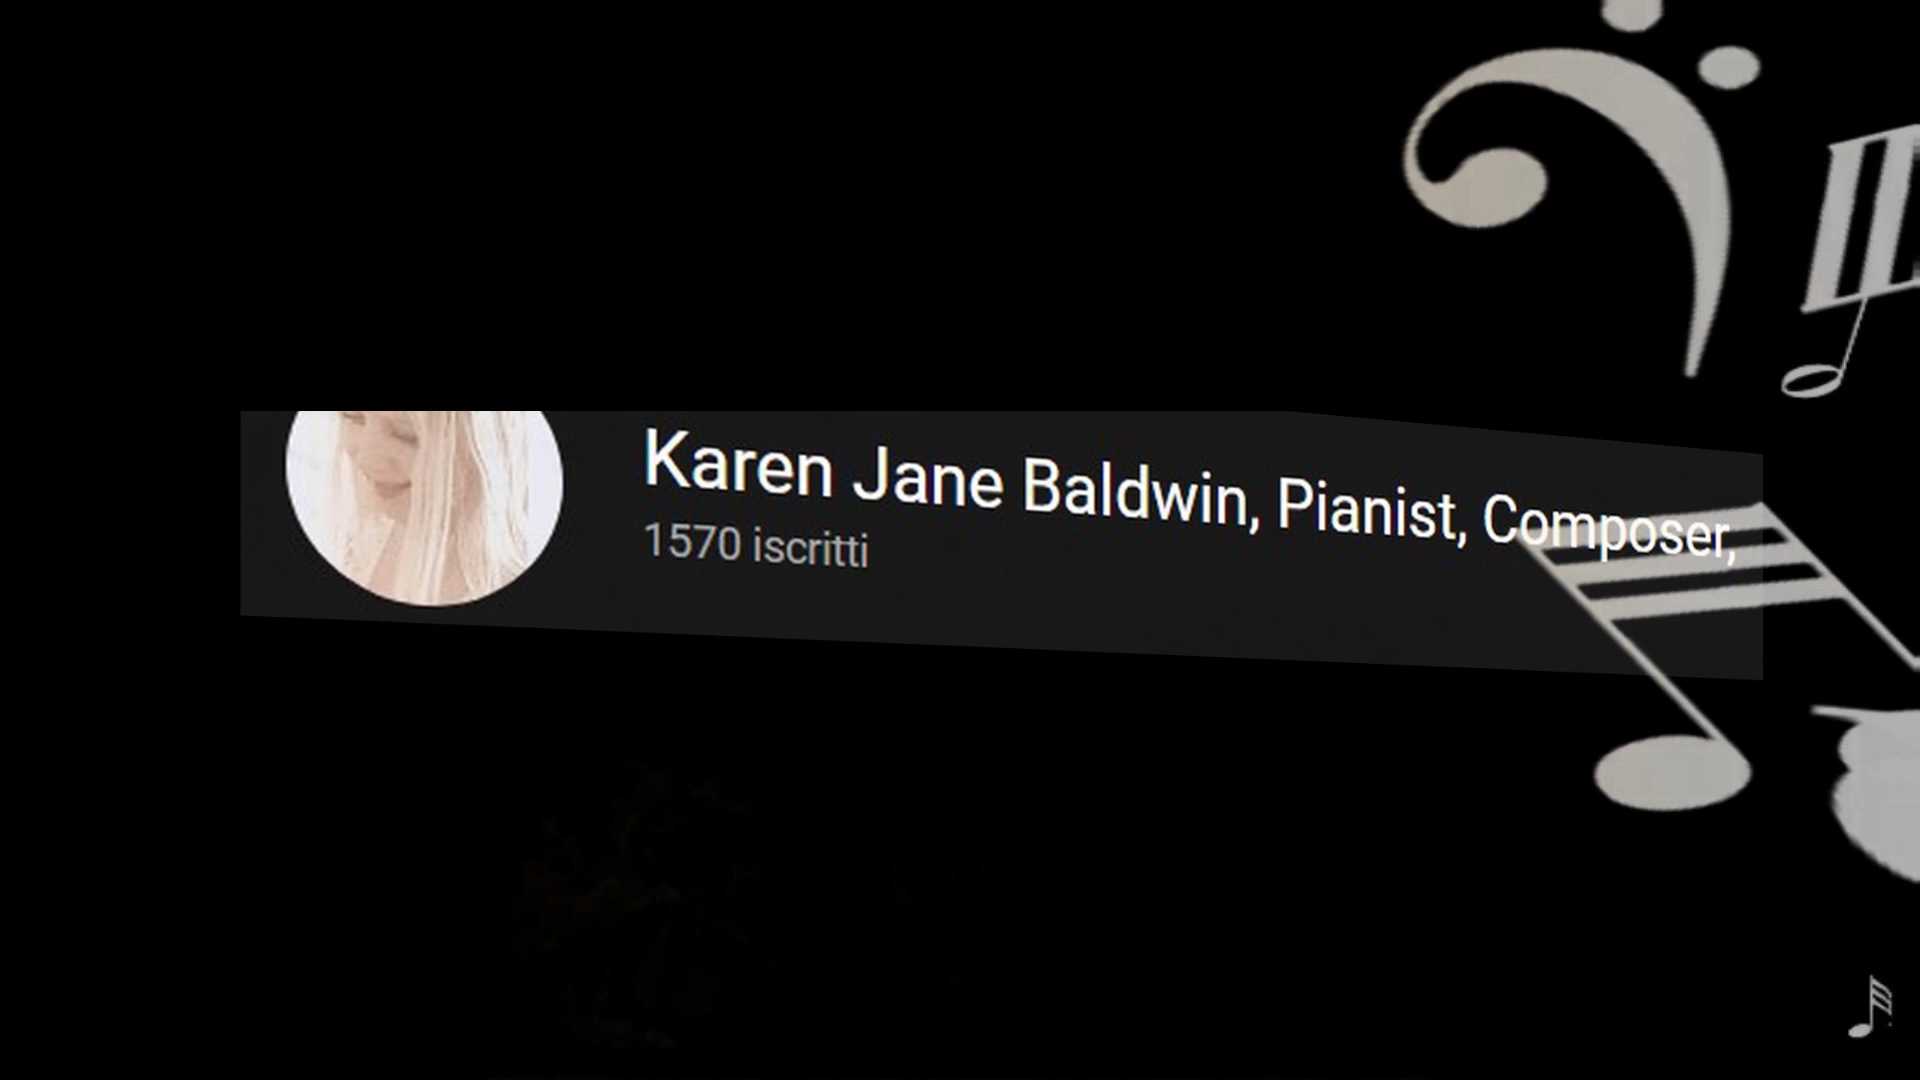 Karen Jane Baldwin, Pianist, Composer,
1570 iscritti